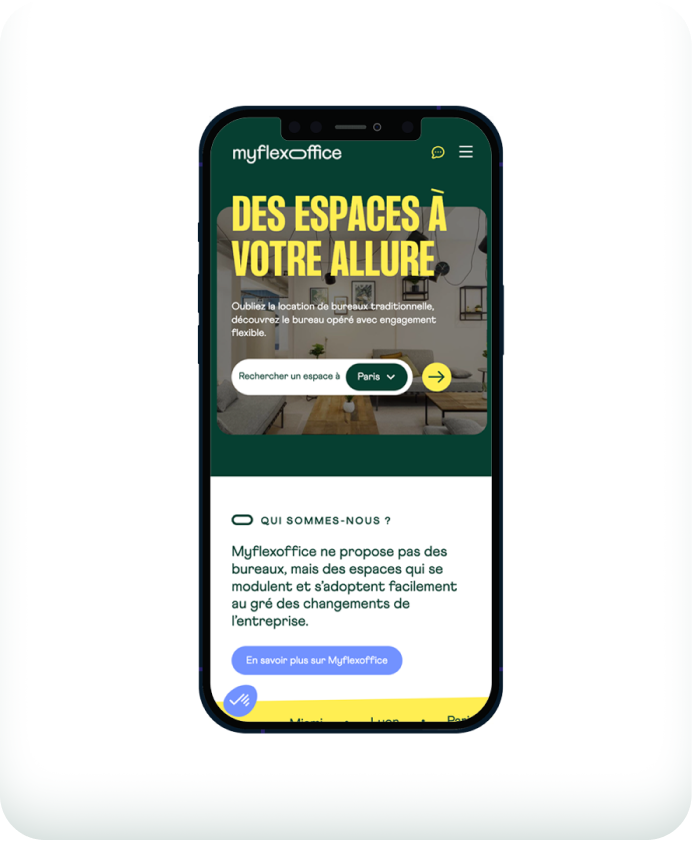 myflexoffice
DES ESPACES À
VOTRE ALLURE
Oubliez la location de bureaux traditionnelle,
découvrez le bureau opéré avec engagement
flexible.
Rechercher un espace à Paris
QUI SOMMES-NOUS ?
Myflexoffice ne propose pas des
bureaux, mais des espaces qui se
modulent et s'adoptent facilement
au gré des changements de
l'entreprise.
En savoir plus sur Myflexoffice
Miami Lyon Paris